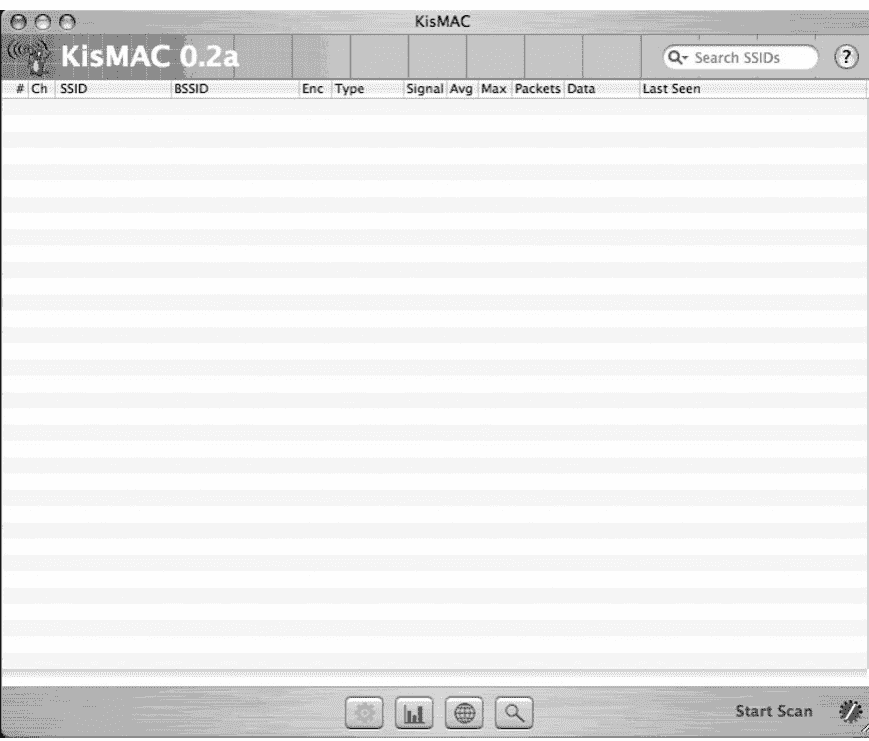 KisMAC
KisMAC 0.2a
Search SSIDs
?
# Ch SSID BSSID Enc Type Signal Avg Max Packets Data Last Seen
Start Scan